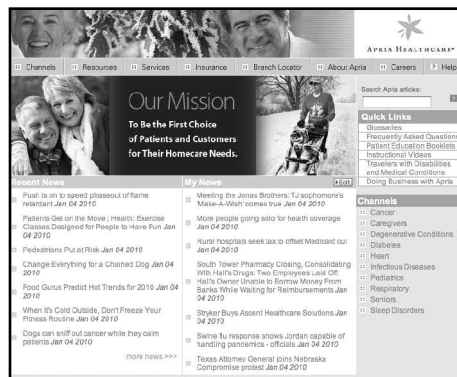 APRIA HEALTHCARE®
Channels
Resources
Services
Insurance
Branch Locator
About Apria
Careers
Help
Our Mission
To Be the First Choice
of Patients and Customers
for Their Homecare Needs.
Search Apria articles:
Quick Links
Glossaries
Frequently Asked Questions
Patient Education Booklets
Instructional Videos
Travelers with Disabilities
and Medical Conditions
Doing Business with Apria
Recent News
Push is on to speed phaseout of flame
retardant Jan 04 2010
Patients Get on the Move ; Health: Exercise
Classes Designed for People to Have Fun Jan
04 2010
Pedestrians Put at Risk Jan 04 2010
Change Everything for a Chained Dog Jan 04
2010
Food Gurus Predict Hot Trends for 2010 Jan 04
2010
When it's Cold Outside, Don't Freeze Your
Fitness Routine Jan 04 2010
Dogs can sniff out cancer while they calm
patients Jan 04 2010
more news >>>
My News
Edit
Meeting the Jonas Brothers: TJ sophomore's
'Make-A-Wish' comes true Jan 04 2010
More people going solo for health coverage
Jan 04 2010
Rural hospitals seek tax to offset Medicaid cut
Jan 04 2010
South Tower Pharmacy Closing, Consolidating
With Hall's Drugs: Two Employees Laid Off:
Hall's Owner Unable to Borrow Money From
Banks While Waiting for Reimbursements Jan
04 2010
Stryker Buys Ascent Healthcare Solutions Jan
04 2010
Swine flu response shows Jordan capable of
handling pandemics - officials Jan 04 2010
Texas Attorney General joins Nebraska
Compromise protest Jan 04 2010
Channels
Cancer
Caregivers
Degenerative Conditions
Diabetes
Heart
Infectious Diseases
Pediatrics
Respiratory
Seniors
Sleep Disorders